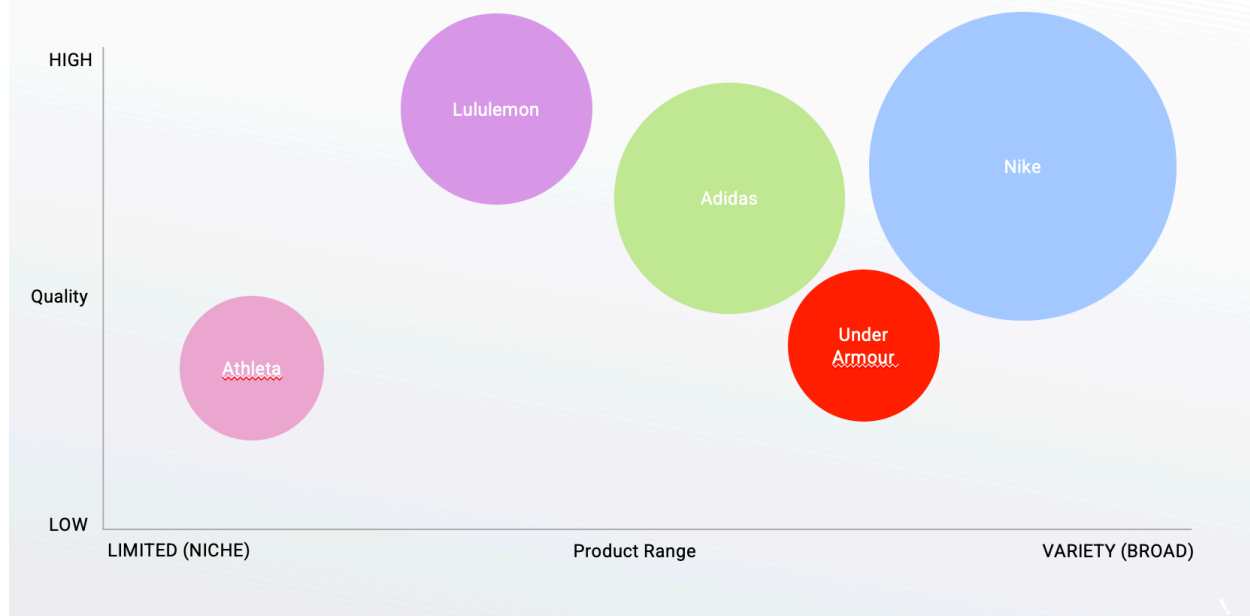 HIGH
Lululemon
Nike
Adidas
Quality
Under
Armour
Athleta
LOW
LIMITED (NICHE)
Product Range
VARIETY (BROAD)